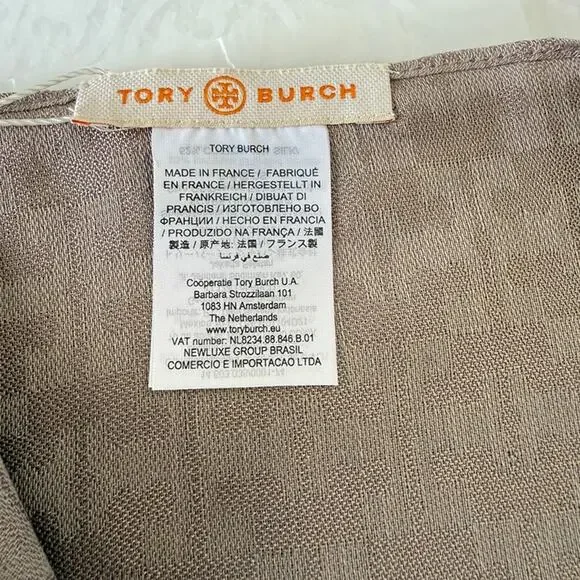 TORY BURCH
TORY BURCH
MADE IN FRANCE / FABRIQUÉ
EN FRANCE / HERGESTELLT IN
FRANKREICH / DIBUAT DI
PRANCIS / ИЗГОТОВЛЕНО ВО
ФРАНЦИИ / HECHO EN FRANCIA
/ PRODUZIDO NA FRANÇA / 法國
製造 / 原产地: 法国 / フランス製
/ صنع في فرنسا
Coöperatie Tory Burch U.A.
Barbara Strozzilaan 101
1083 HN Amsterdam
The Netherlands
www.toryburch.eu
VAT number: NL8234.88.846.B.01
NEWLUXE GROUP BRASIL
COMERCIO E IMPORTACAO LTDA